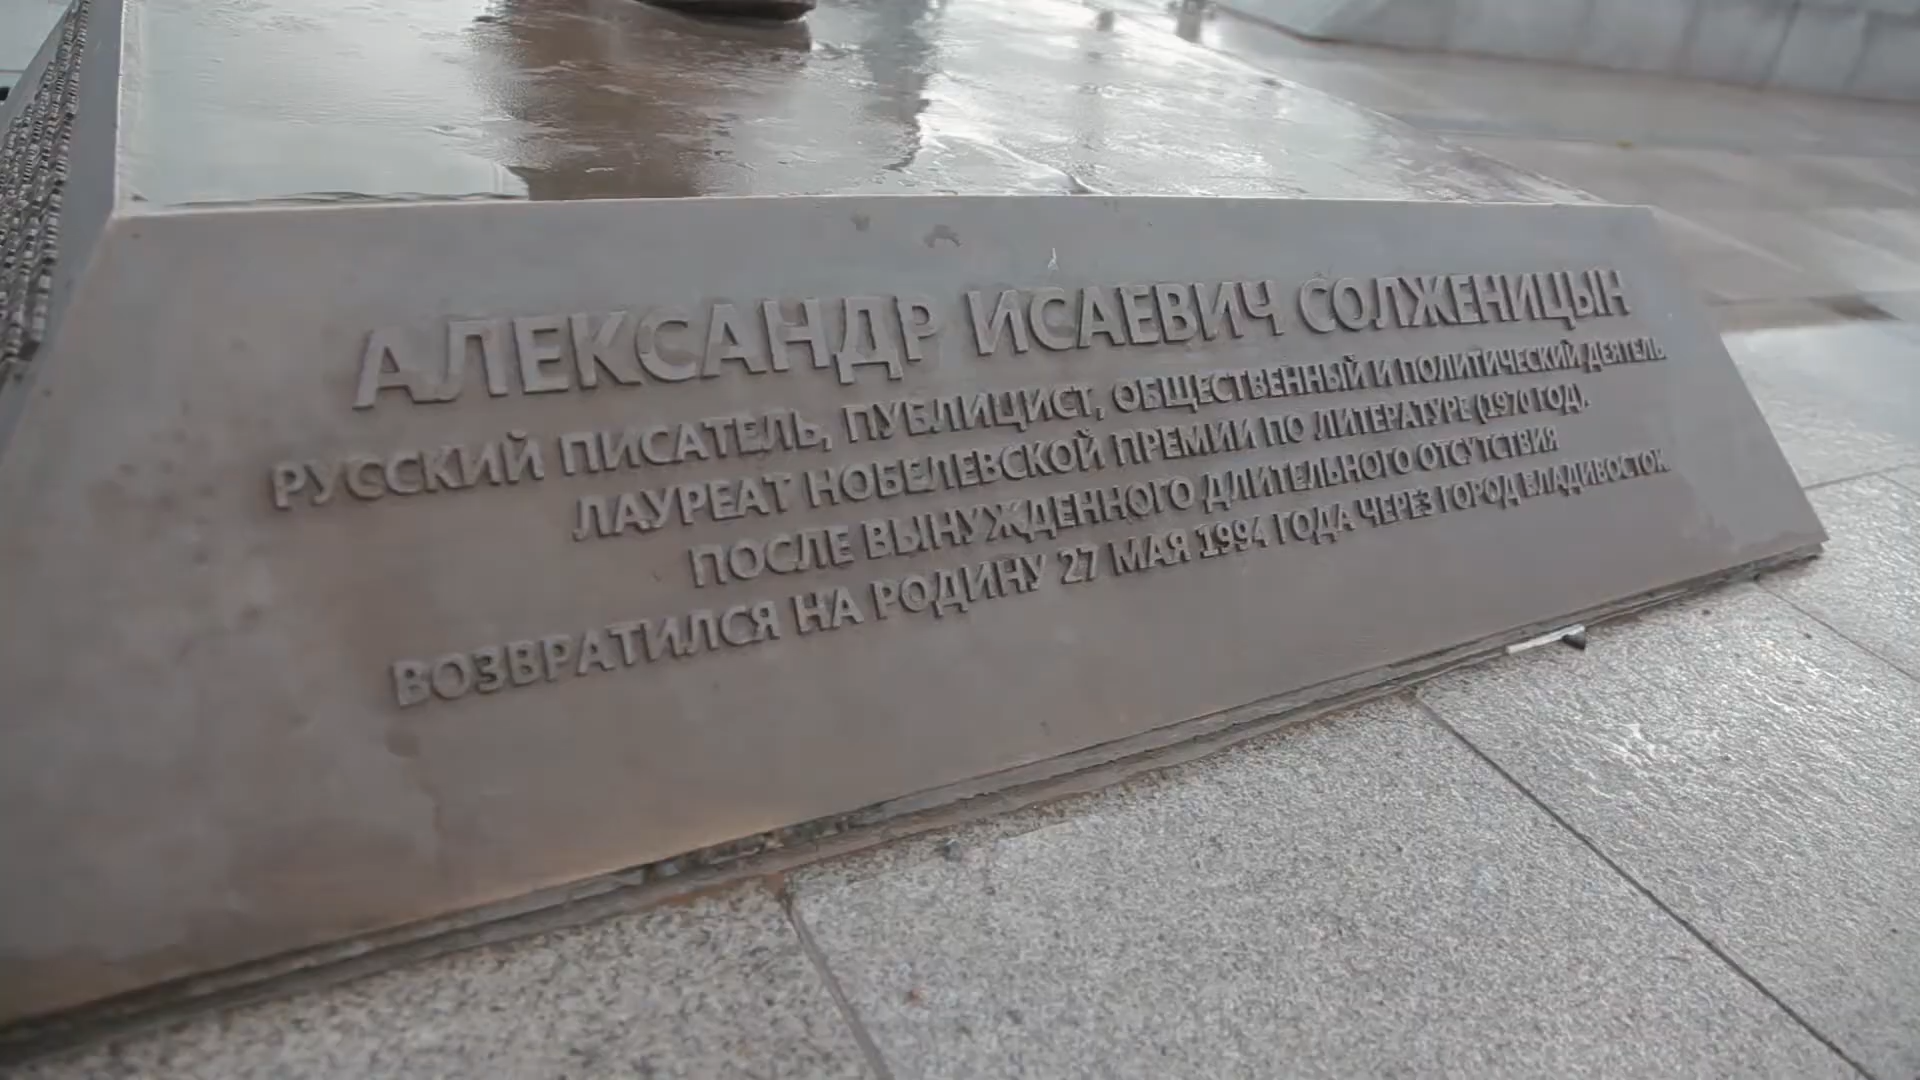 АЛЕКСАНДР ИСАЕВИЧ СОЛЖЕНИЦЫН
РУССКИЙ ПИСАТЕЛЬ, ПУБЛИЦИСТ, ОБЩЕСТВЕННЫЙ И ПОЛИТИЧЕСКИЙ ДЕЯТЕЛЬ
ЛАУРЕАТ НОБЕЛЕВСКОЙ ПРЕМИИ ПО ЛИТЕРАТУРЕ (1970 ГОД).
ПОСЛЕ ВЫНУЖДЕННОГО ДЛИТЕЛЬНОГО ОТСУТСТВИЯ
ВОЗВРАТИЛСЯ НА РОДИНУ 27 МАЯ 1994 ГОДА ЧЕРЕЗ ГОРОД ВЛАДИВОСТОК